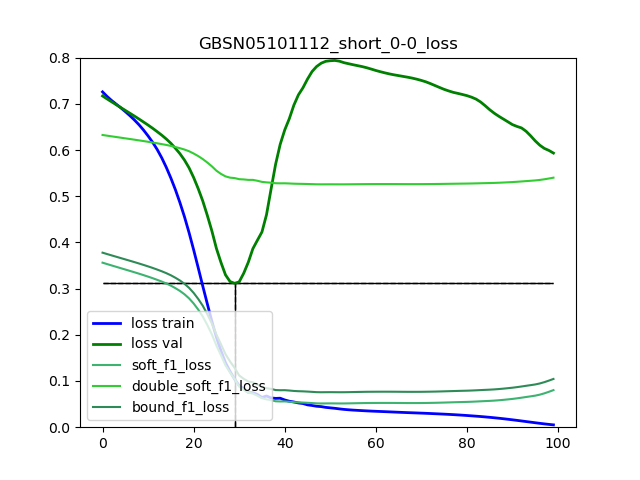 GBSN05101112_short_0-0_loss
0.8
0.7
0.6
0.5
0.4
0.3
0.2
0.1
0.0
loss train
loss val
soft_f1_loss
double_soft_f1_loss
bound_f1_loss
0 20 40 60 80 100